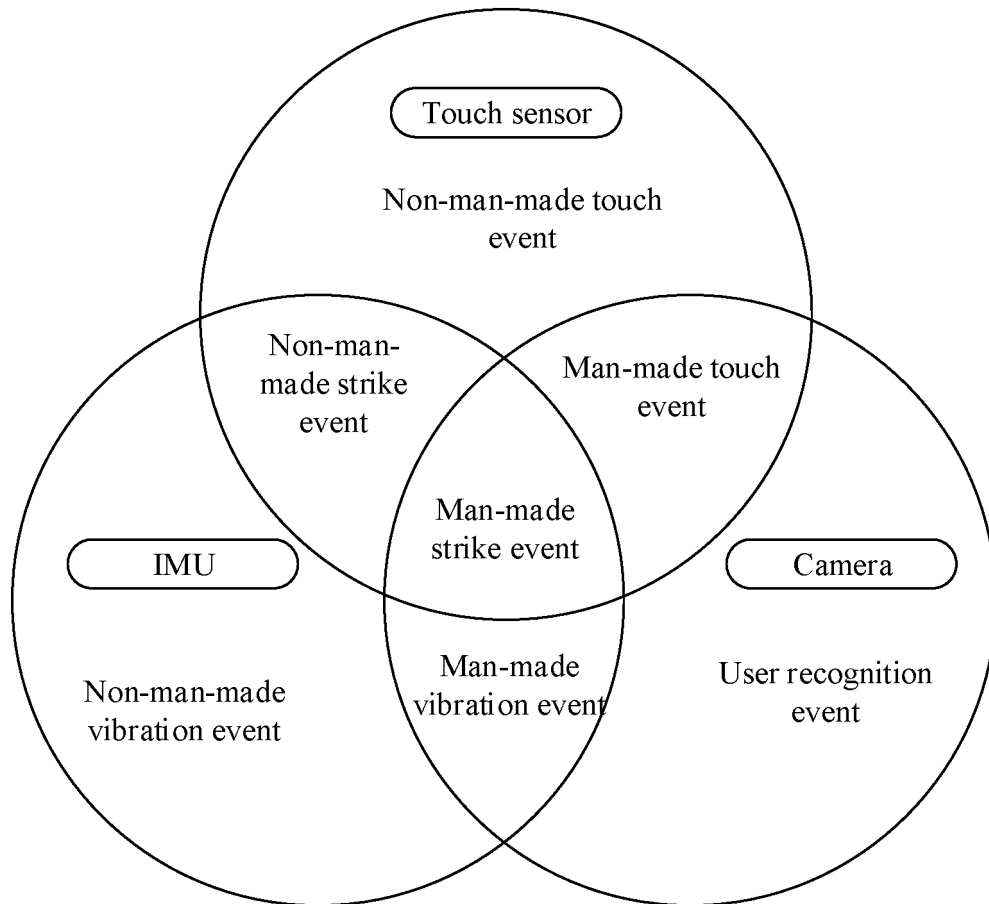 Touch sensor
Non-man-made touch
event
Non-man-
made strike
event
Man-made touch
event
Man-made
strike event
IMU
Camera
Non-man-made
vibration event
Man-made
vibration event
User recognition
event